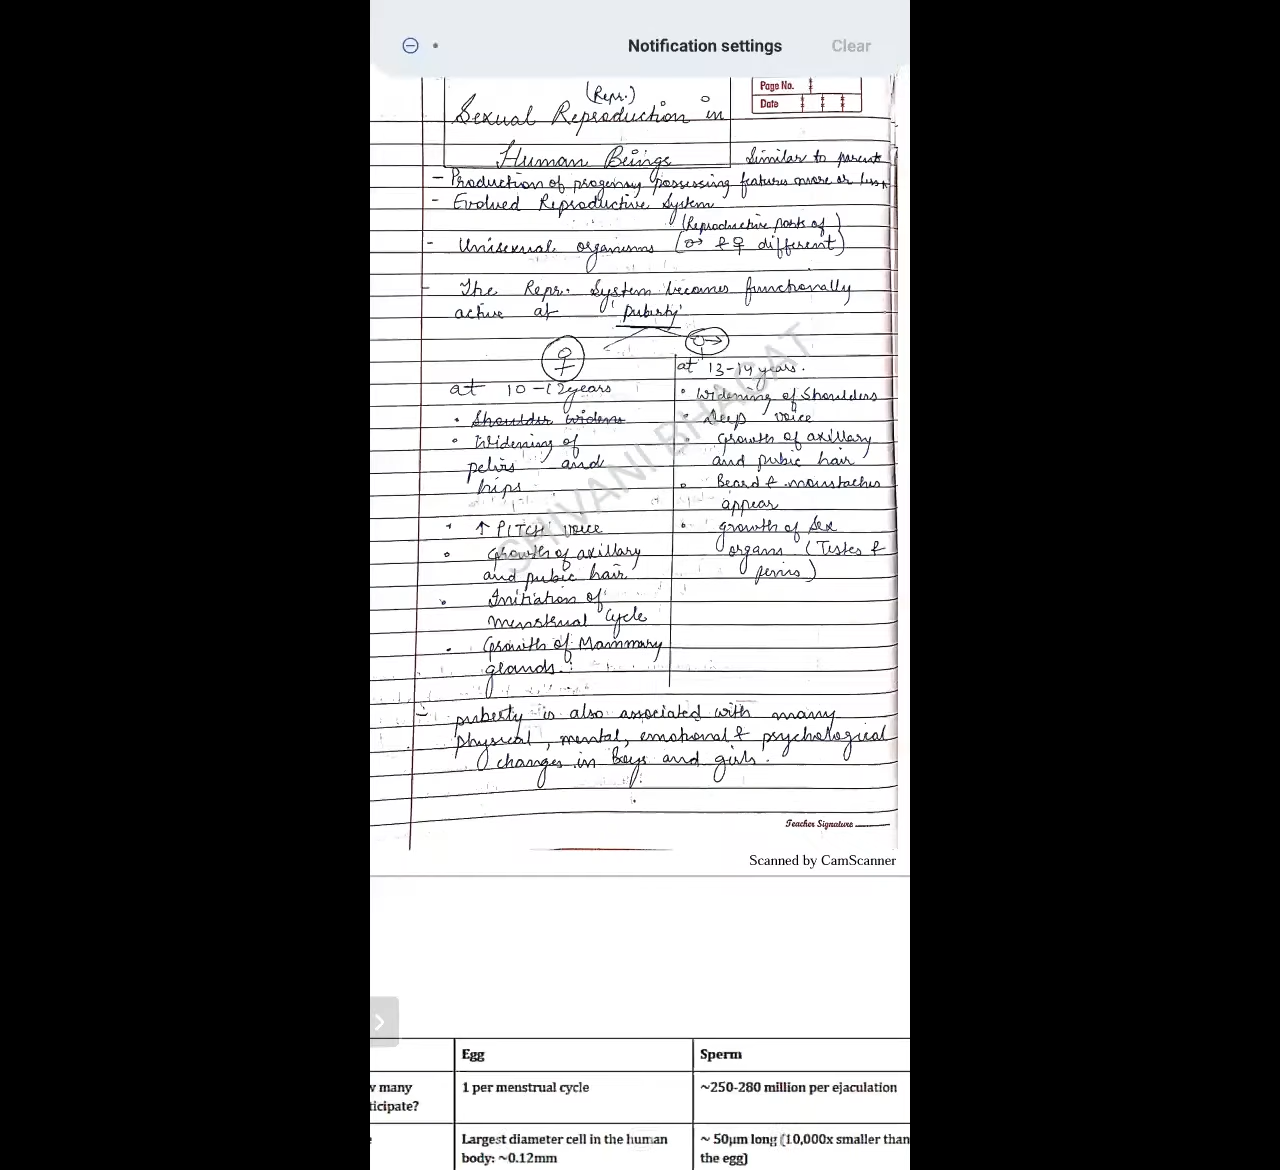 Notification settings Clear
Page No.
Date
(Repr.)
Sexual Reproduction in
Human Beings
Similar to parents
- Production of progeny possessing features more or less
- Evolved Reproductive System
(Reproductive parts of
- Unisexual organisms ♂ & ♀ different)
- The Repr. System becomes functionally
active at 'puberty'
♀
at 10-12 years
• Shoulder widens
• Widening of
pelvis and
hips
• ↑ PITCH voice
• Growth of axillary
and pubic hair
• Initiation of
menstrual cycle
• Growth of Mammary
glands.
♂
at 13-14 years.
• Widening of Shoulders
• Deep voice
• Growth of axillary
and pubic hair
• Beard & moustaches
appear
• growth of Sex
organs (Testes &
penis)
SHIVANI BHAGAT
- puberty is also associated with many
physical, mental, emotional & psychological
changes in boys and girls.
Teacher Signature
Scanned by CamScanner
Egg Sperm
w many 1 per menstrual cycle ~250-280 million per ejaculation
ticipate?
Largest diameter cell in the human ~ 50µm long (10,000x smaller than
body: ~0.12mm the egg)